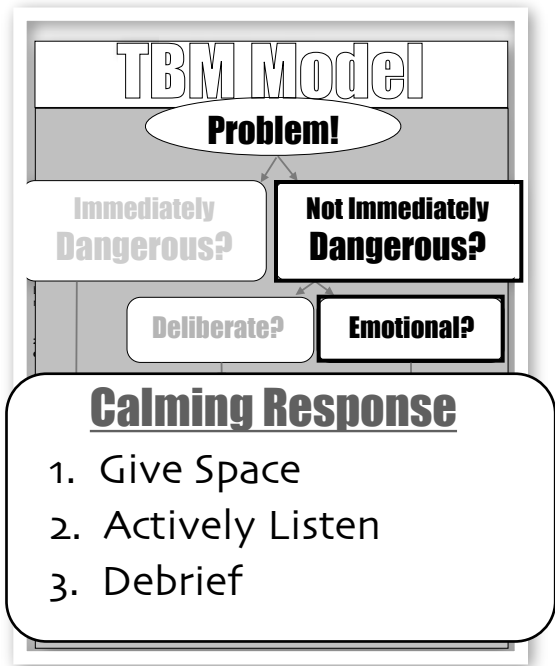 TBM Model
Problem!
Immediately
Dangerous?
Not Immediately
Dangerous?
Deliberate?
Emotional?
Calming Response
1. Give Space
2. Actively Listen
3. Debrief